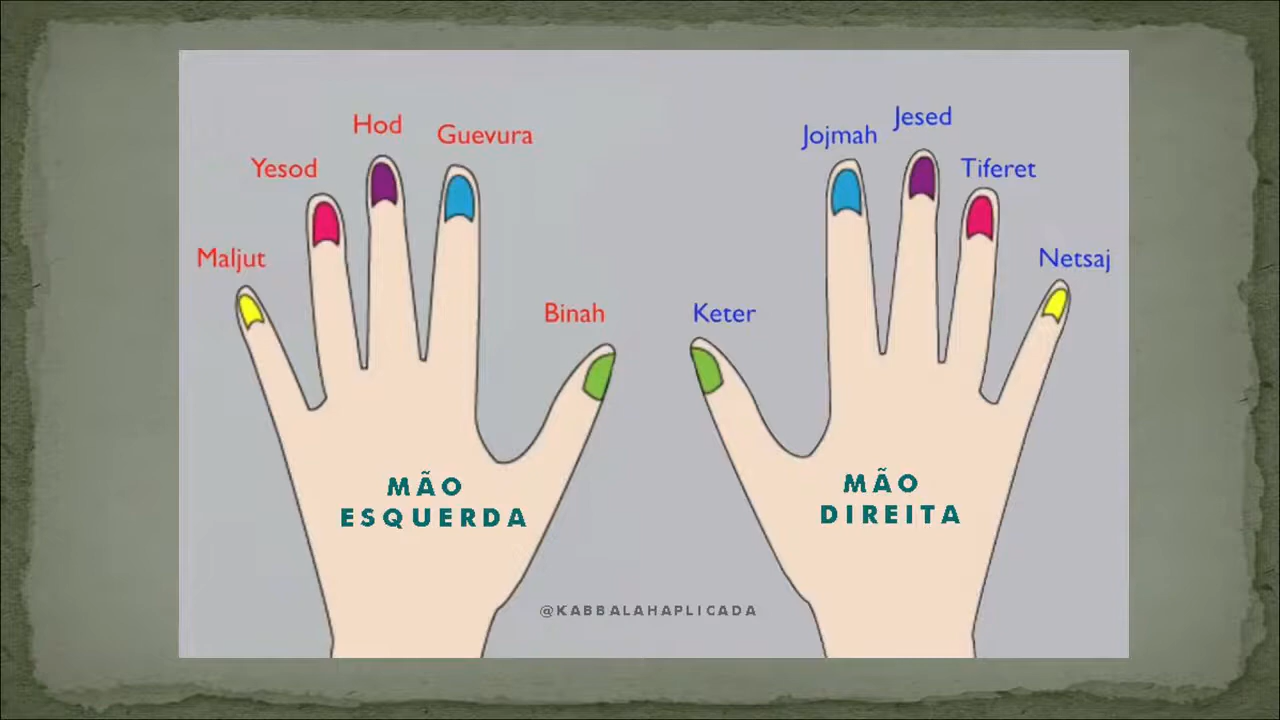 Hod
Guevura
Yesod
Maljut
Binah
Jojmah
Jesed
Tiferet
Netsaj
Keter
MÃO
ESQUERDA
MÃO
DIREITA
@KABBALAHAPLICADA